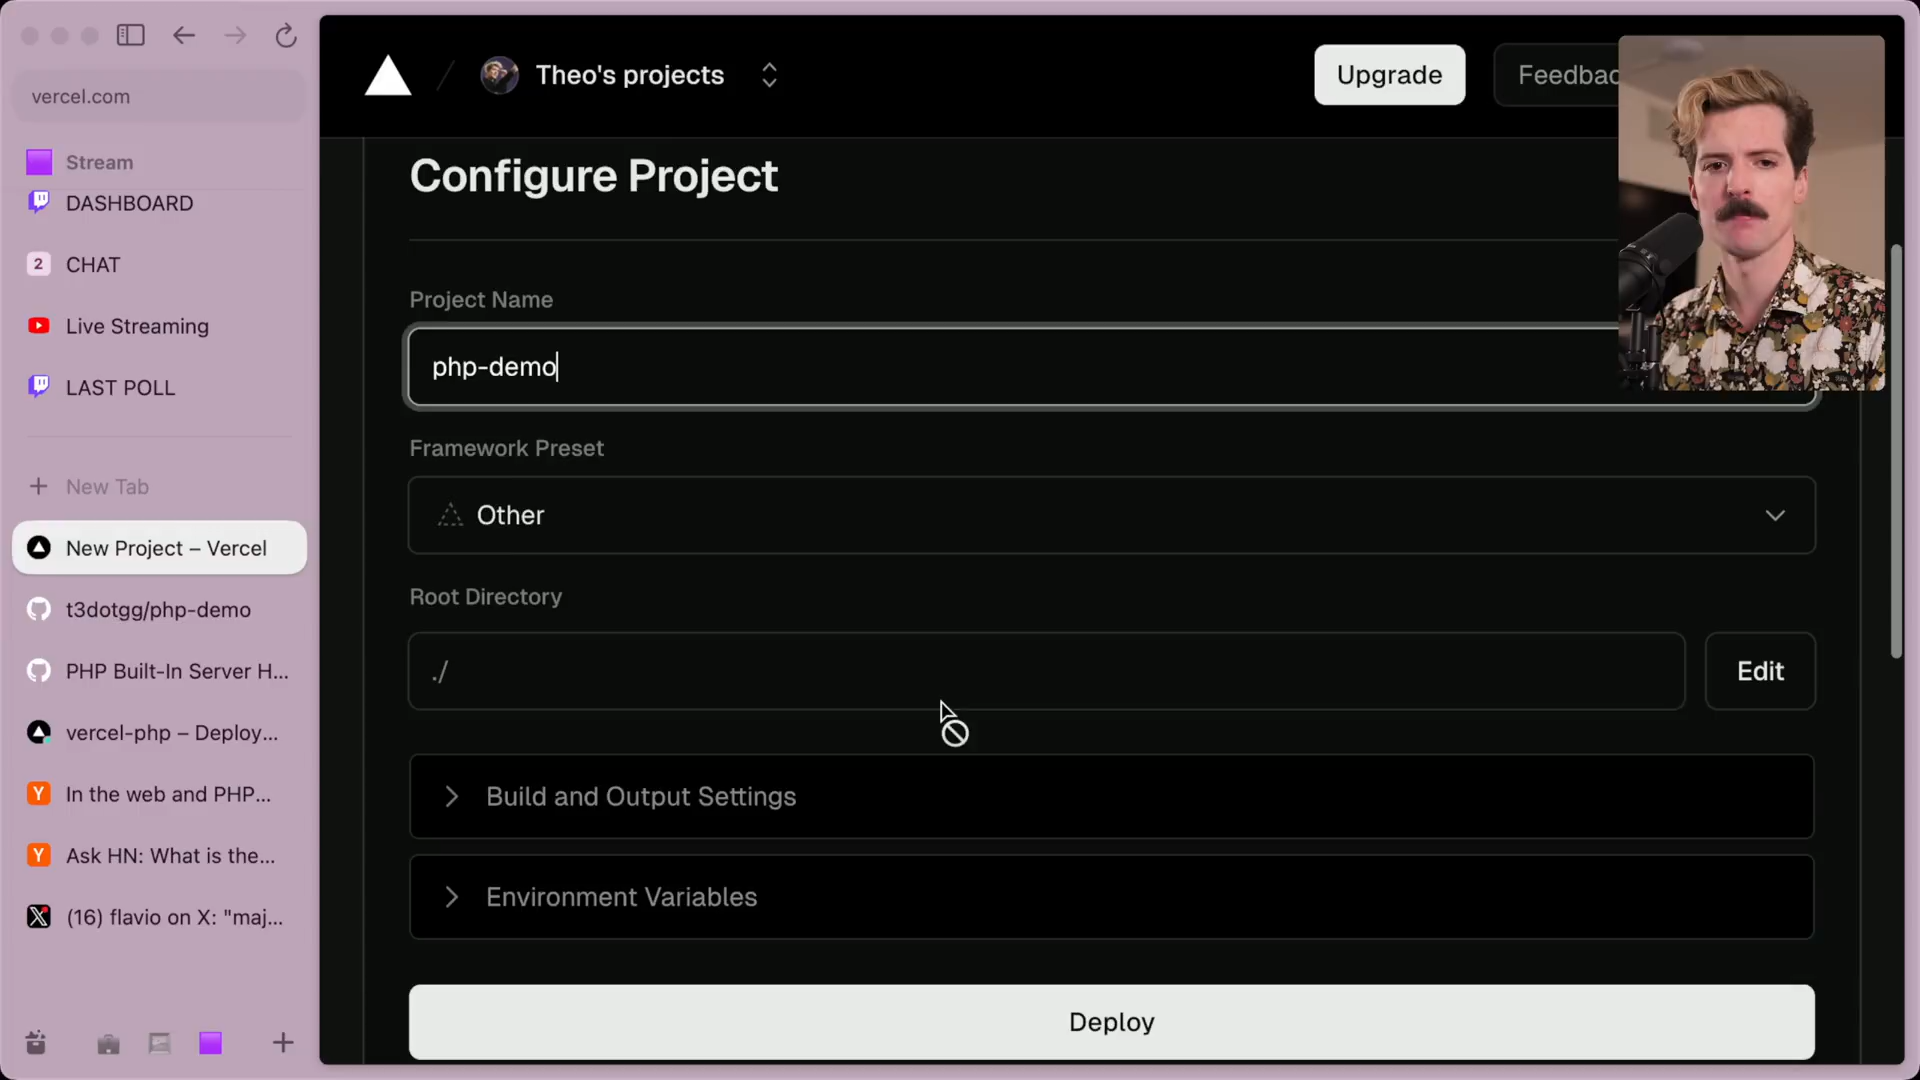 vercel.com
Stream
DASHBOARD
2
CHAT
Live Streaming
LAST POLL
New Tab
New Project – Vercel
t3dotgg/php-demo
PHP Built-In Server H...
vercel-php – Deploy...
Y
In the web and PHP...
Y
Ask HN: What is the...
(16) flavio on X: "maj...
Theo's projects
Upgrade
Feedbac
Configure Project
Project Name
php-demo
Framework Preset
Other
Root Directory
./
Edit
Build and Output Settings
Environment Variables
Deploy